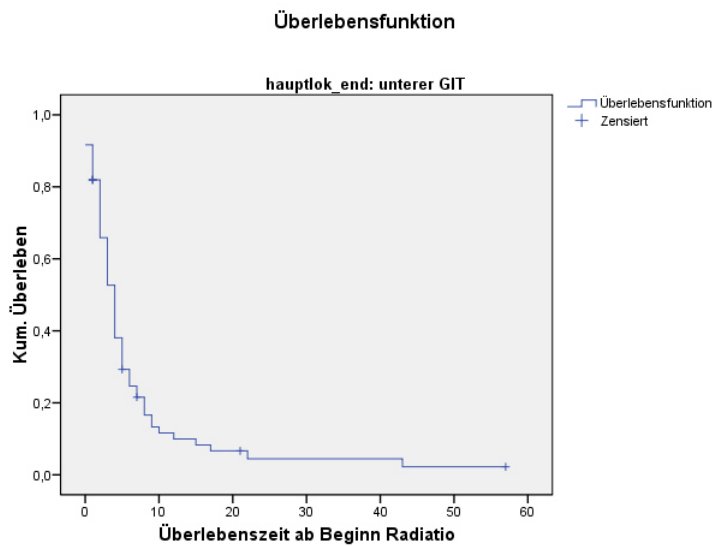 Überlebensfunktion
hauptlok_end: unterer GIT
Überlebensfunktion
Zensiert
1,0
0,8
0,6
0,4
0,2
0,0
Kum. Überleben
0 10 20 30 40 50 60
Überlebenszeit ab Beginn Radiatio